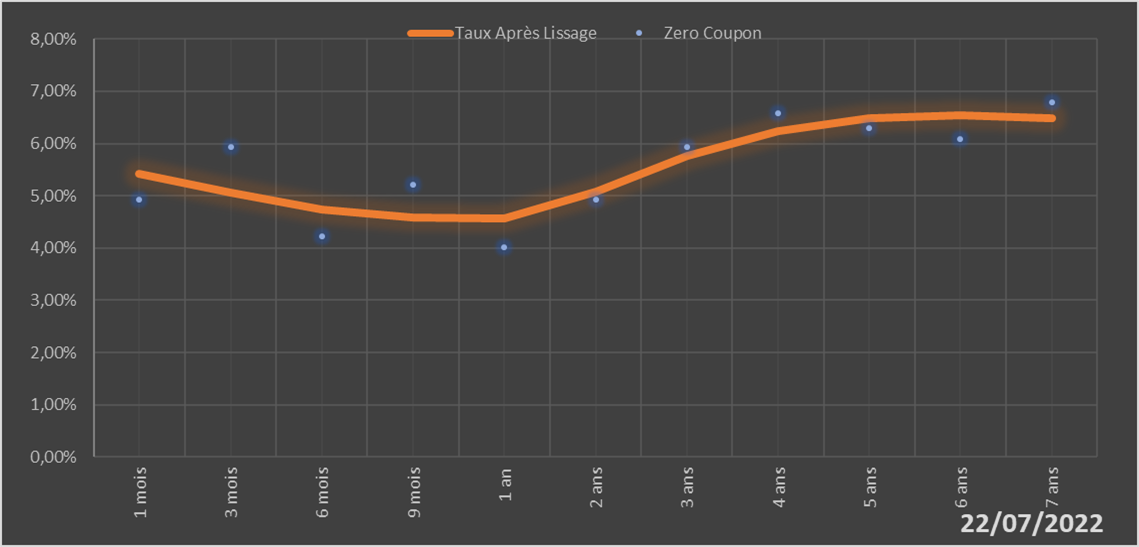 Taux Après Lissage
Zero Coupon
8,00%
7,00%
6,00%
5,00%
4,00%
3,00%
2,00%
1,00%
0,00%
1 mois
3 mois
6 mois
9 mois
1 an
2 ans
3 ans
4 ans
5 ans
6 ans
7 ans
22/07/2022